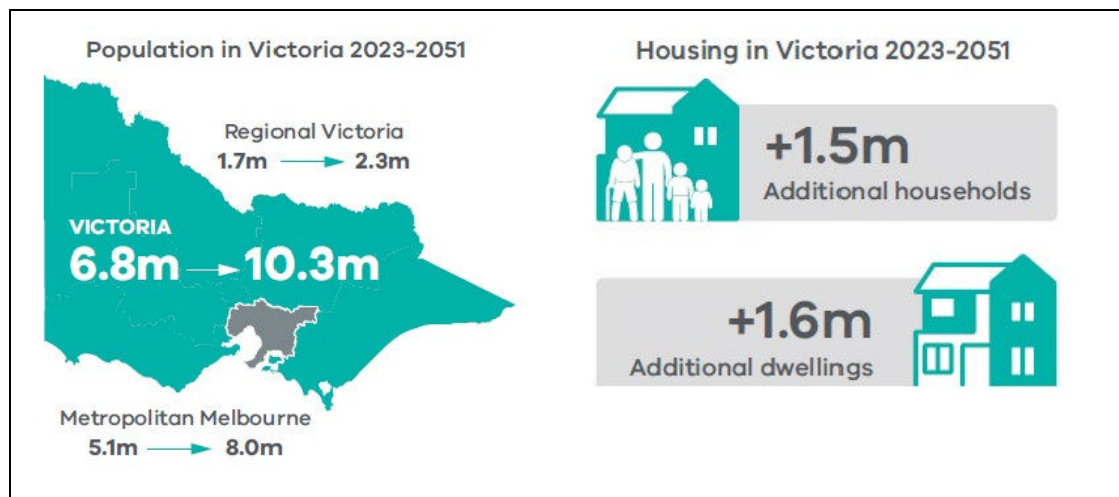 Population in Victoria 2023-2051
Regional Victoria
1.7m 2.3m
VICTORIA
6.8m 10.3m
Metropolitan Melbourne
5.1m 8.0m
Housing in Victoria 2023-2051
+1.5m
Additional households
+1.6m
Additional dwellings